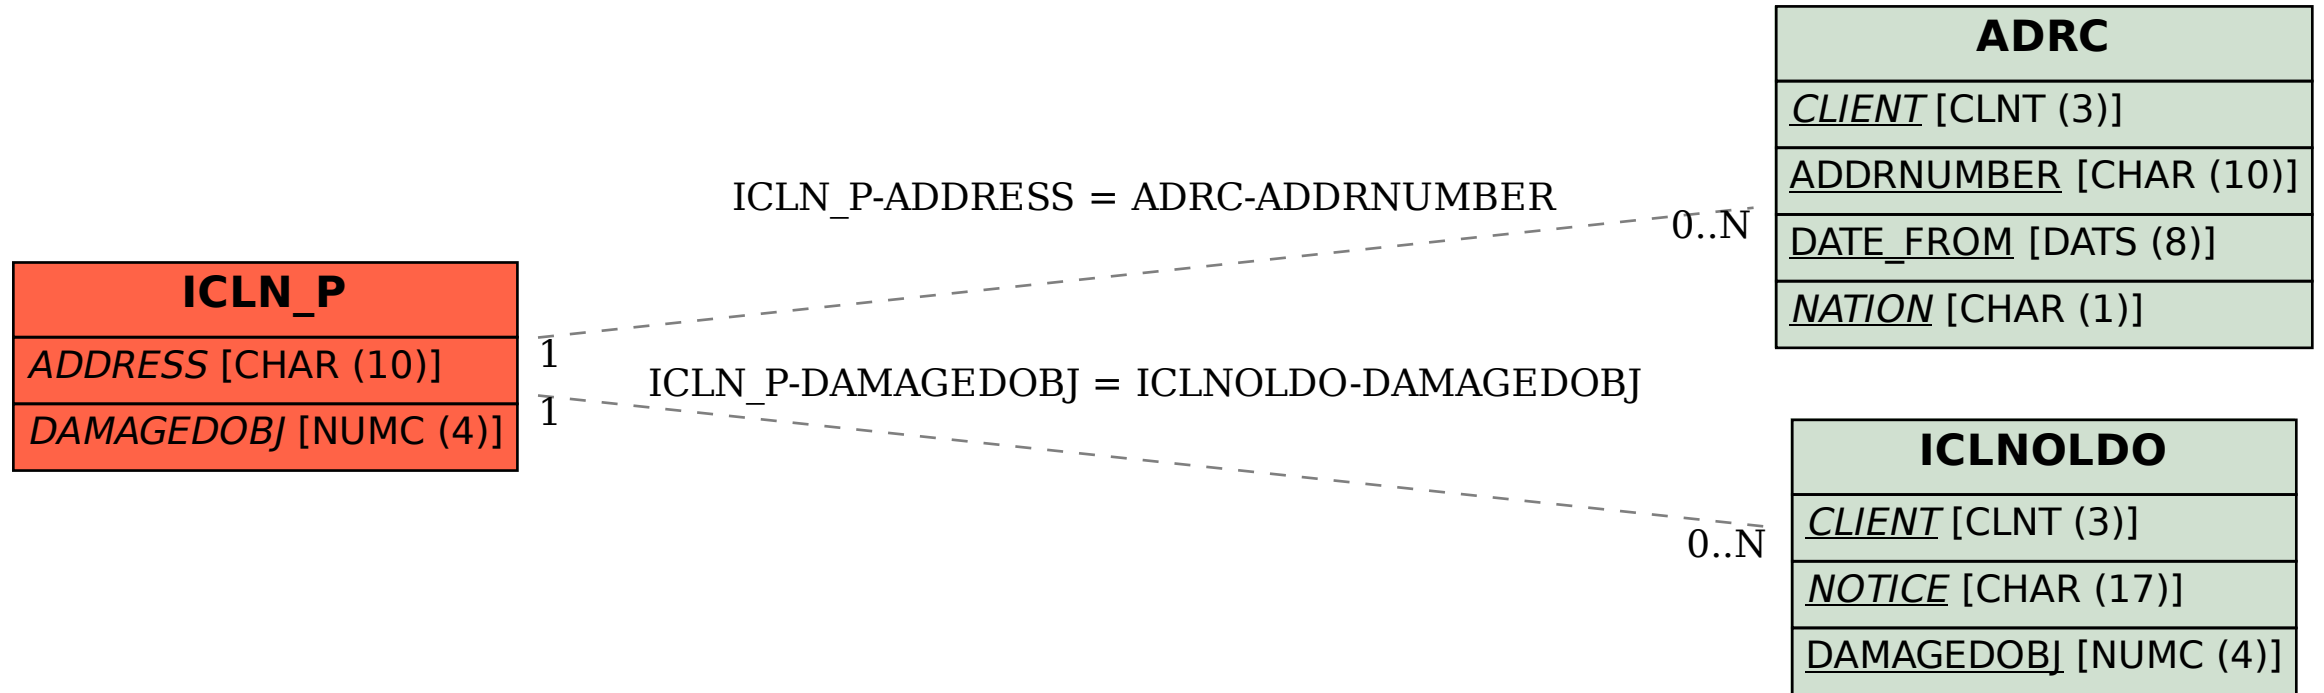 ADRC
CLIENT [CLNT (3)]
ADDRNUMBER [CHAR (10)]
DATE_FROM [DATS (8)]
NATION [CHAR (1)]
ICLN_P-ADDRESS = ADRC-ADDRNUMBER
0..N
1
ICLN_P
ADDRESS [CHAR (10)]
DAMAGEDOBJ [NUMC (4)]
ICLN_P-DAMAGEDOBJ = ICLNOLDO-DAMAGEDOBJ
1
0..N
ICLNOLDO
CLIENT [CLNT (3)]
NOTICE [CHAR (17)]
DAMAGEDOBJ [NUMC (4)]